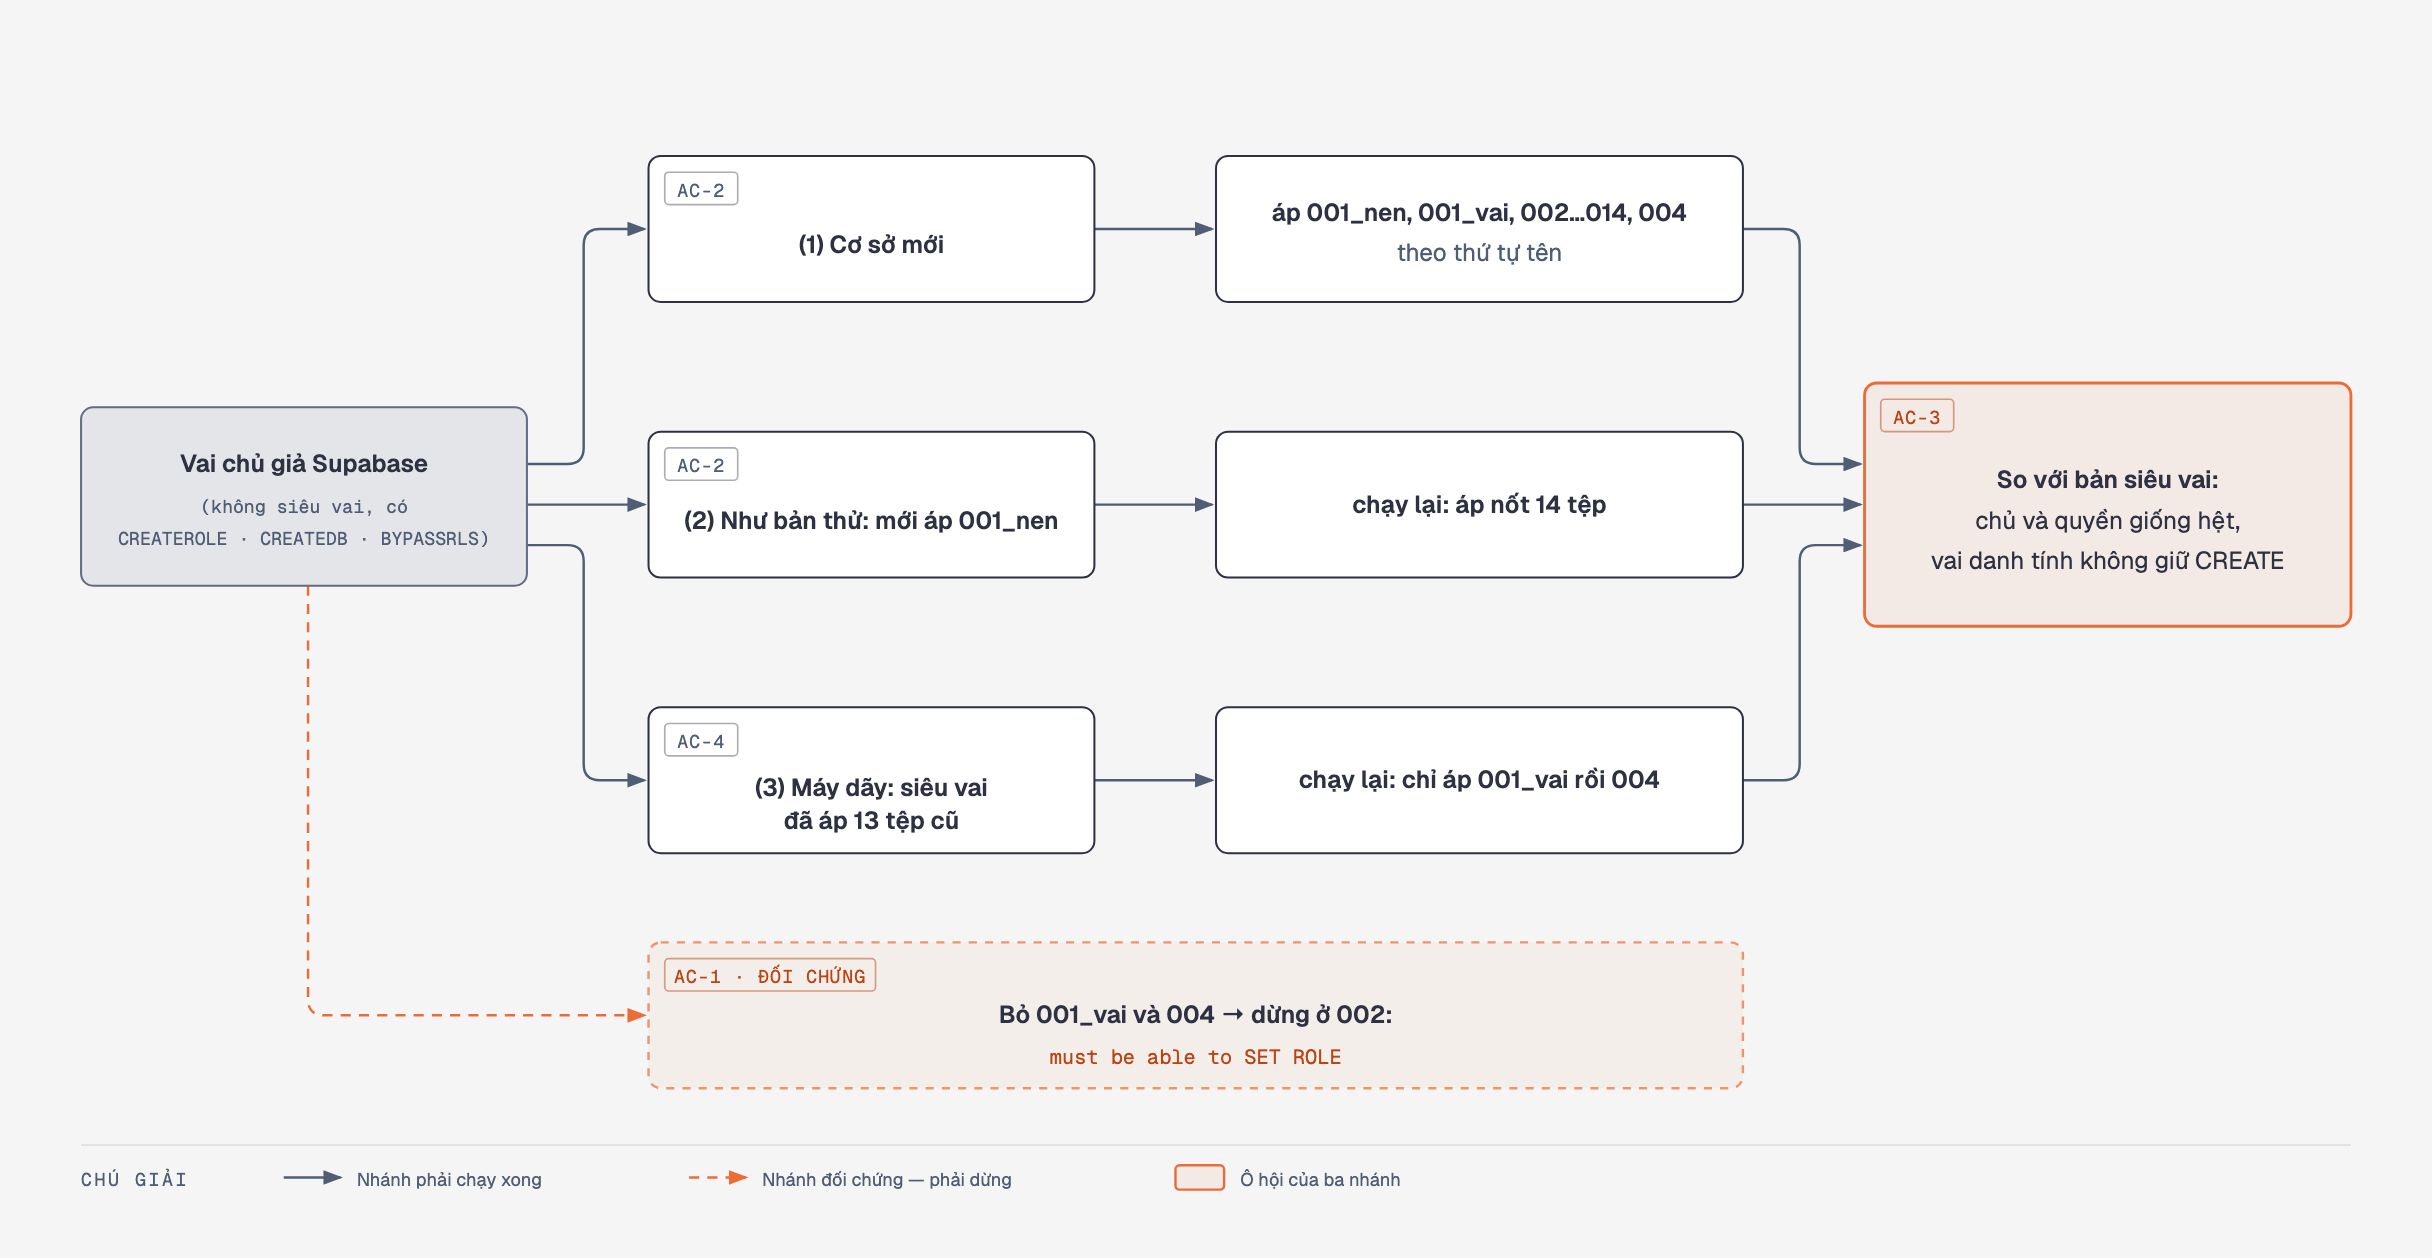 AC-2
(1) Cơ sở mới
áp 001_nen, 001_vai, 002...014, 004
theo thứ tự tên
Vai chủ giả Supabase
(không siêu vai, có
CREATEROLE · CREATEDB · BYPASSRLS)
AC-2
(2) Như bản thử: mới áp 001_nen
chạy lại: áp nốt 14 tệp
AC-3
So với bản siêu vai:
chủ và quyền giống hệt,
vai danh tính không giữ CREATE
AC-4
(3) Máy dãy: siêu vai
đã áp 13 tệp cũ
chạy lại: chỉ áp 001_vai rồi 004
AC-1 · ĐỐI CHỨNG
Bỏ 001_vai và 004 → dừng ở 002:
must be able to SET ROLE
CHÚ GIẢI
Nhánh phải chạy xong
Nhánh đối chứng — phải dừng
Ô hội của ba nhánh